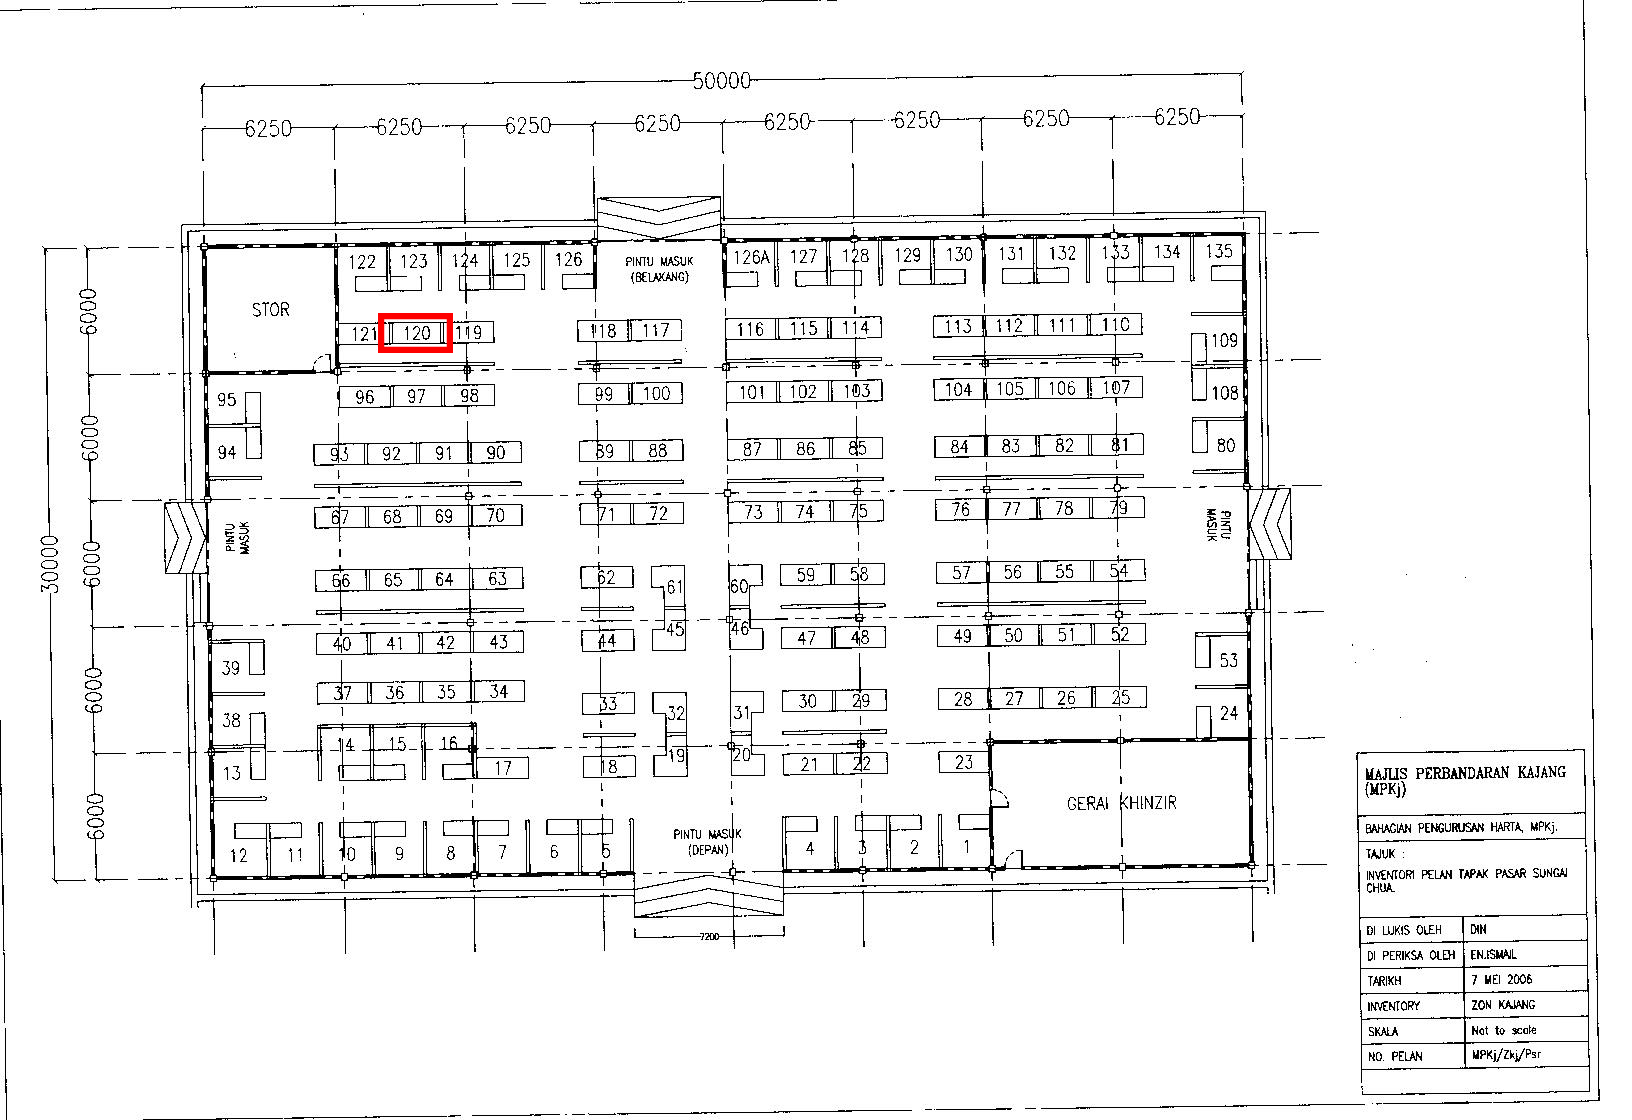 50000
6250 6250 6250 6250 6250 6250 6250 6250
122 123 124 125 126 PINTU MASUK 126A 127 128 129 130 131 132 133 134 135
(BELAKANG)
STOR
6000
121 120 119 118 117 116 115 114 113 112 111 110
109
96 97 98 99 100 101 102 103 104 105 106 107
95 108
6000
94 93 92 91 90 89 88 87 86 85 84 83 82 81 80
67 68 69 70 71 72 73 74 75 76 77 78 79
PINTU MASUK
PINTU MASUK
30000
6000
66 65 64 63 62 61 60 59 58 57 56 55 54
40 41 42 43 44 45 46 47 48 49 50 51 52
39 53
6000
37 36 35 34 33 32 31 30 29 28 27 26 25
38 24
14 15 16
13 17 18 19 20 21 22 23
6000
GERAI KHINZIR
PINTU MASUK
(DEPAN)
12 11 10 9 8 7 6 5 4 3 2 1
7200
MAJLIS PERBANDARAN KAJANG
(MPKj)
BAHAGIAN PENGURUSAN HARTA, MPKj.
TAJUK :
INVENTORI PELAN TAPAK PASAR SUNGAI
CHUA.
DI LUKIS OLEH DIN
DI PERIKSA OLEH EN.ISMAIL
TARIKH 7 MEI 2006
INVENTORY ZON KAJANG
SKALA Not to scale
NO. PELAN MPKj/Zkj/Psr